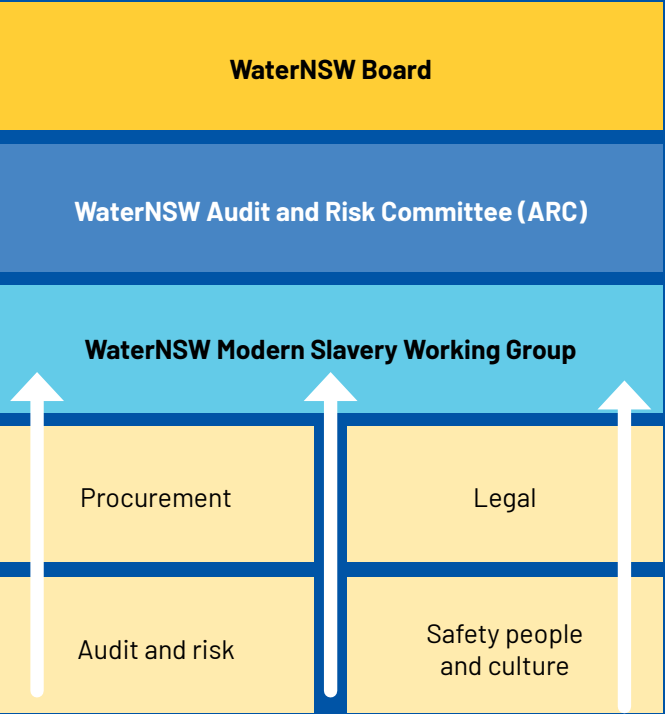 WaterNSW Board
WaterNSW Audit and Risk Committee (ARC)
WaterNSW Modern Slavery Working Group
Procurement
Legal
Audit and risk
Safety people
and culture